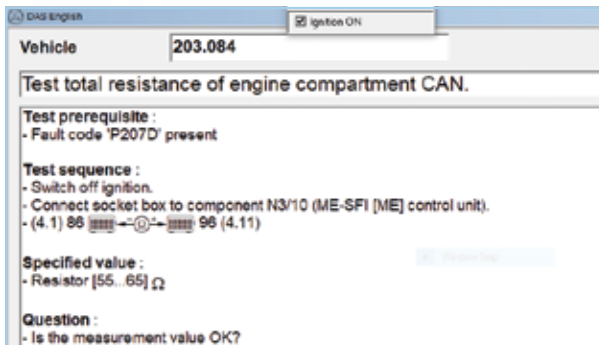 DAS English
Ignition ON
Vehicle 203.084
Test total resistance of engine compartment CAN.
Test prerequisite :
- Fault code 'P207D' present
Test sequence :
- Switch off ignition.
- Connect socket box to component N3/10 (ME-SFI [ME] control unit).
- (4.1) 86 Ω 96 (4.11)
Specified value :
- Resistor [55...65] Ω
Question :
- Is the measurement value OK?